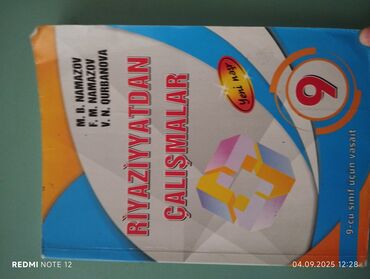 M. B. NAMAZOV
F. M. NAMAZOV
V. N. QURBANOVA
RİYAZİYYATDAN
ÇALIŞMALAR
Yeni nəşr
9
9-cu sinif üçün vəsait
REDMI NOTE 12
04.09.2025 12:28